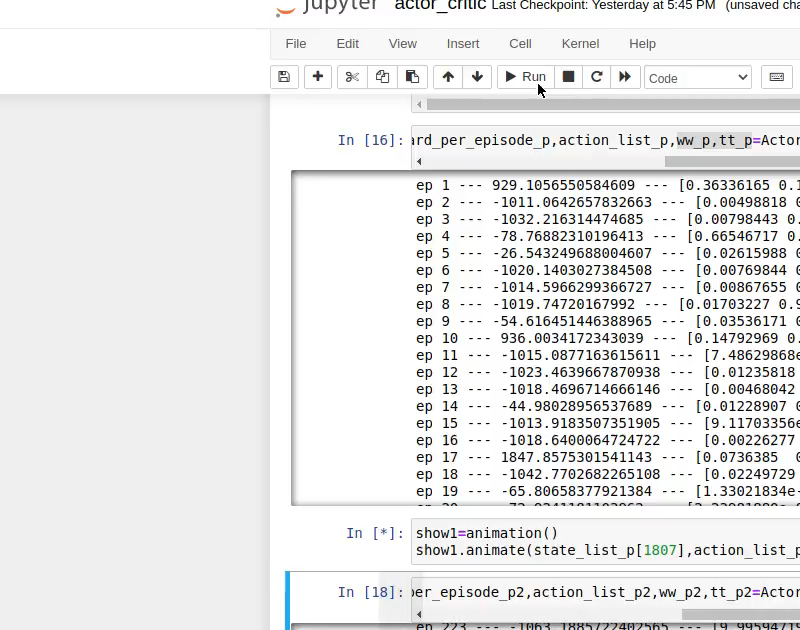 jupyter actor_critic Last Checkpoint: Yesterday at 5:45 PM (unsaved cha
File Edit View Insert Cell Kernel Help
Run Code
In [16]: ard_per_episode_p,action_list_p,ww_p,tt_p=Actor
ep 1 --- 929.1056550584609 --- [0.36336165 0.1
ep 2 --- -1011.0642657832663 --- [0.00498818 0
ep 3 --- -1032.216314474685 --- [0.00798443 0.
ep 4 --- -78.76882310196413 --- [0.66546717 0.
ep 5 --- -26.543249688004607 --- [0.02615988 0
ep 6 --- -1020.1403027384508 --- [0.00769844 0
ep 7 --- -1014.5966299366727 --- [0.00867655 0
ep 8 --- -1019.74720167992 --- [0.01703227 0.9
ep 9 --- -54.616451446388965 --- [0.03536171 0
ep 10 --- 936.0034172343039 --- [0.14792969 0.
ep 11 --- -1015.0877163615611 --- [7.48629868e
ep 12 --- -1023.4639667870938 --- [0.01235818
ep 13 --- -1018.4696714666146 --- [0.00468042
ep 14 --- -44.98028956537689 --- [0.01228907 0
ep 15 --- -1013.9183507351905 --- [9.11703356e
ep 16 --- -1018.6400064724722 --- [0.00226277
ep 17 --- 1847.8575301541143 --- [0.0736385 0
ep 18 --- -1042.7702682265108 --- [0.02249729
ep 19 --- -65.80658377921384 --- [1.33021834e-
In [*]: show1=animation()
show1.animate(state_list_p[1807],action_list_p
In [18]: per_episode_p2,action_list_p2,ww_p2,tt_p2=Actor
ep 223 --- -1063.1885722402565 --- [9.99594719